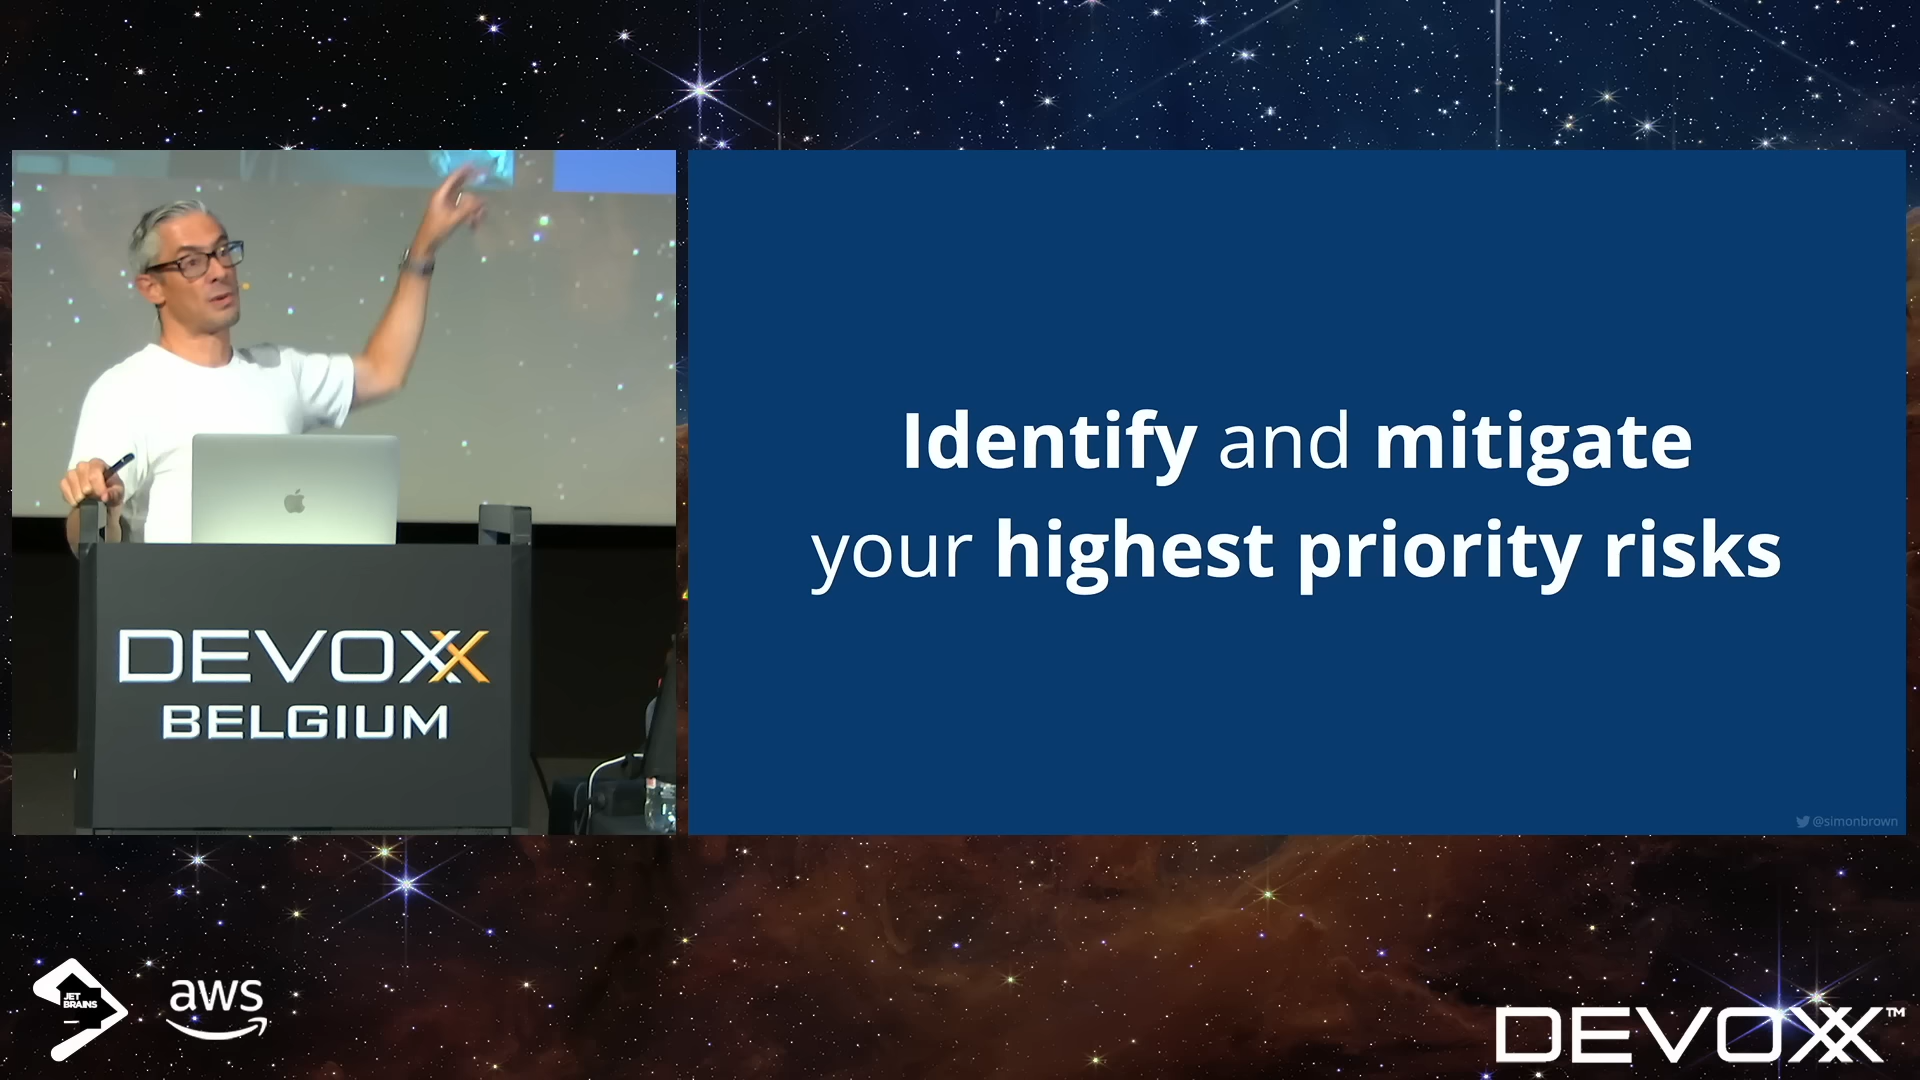 Identify and mitigate
your highest priority risks
@simonbrown
DEVOXX
BELGIUM
JET
BRAINS
aws
DEVOXX™